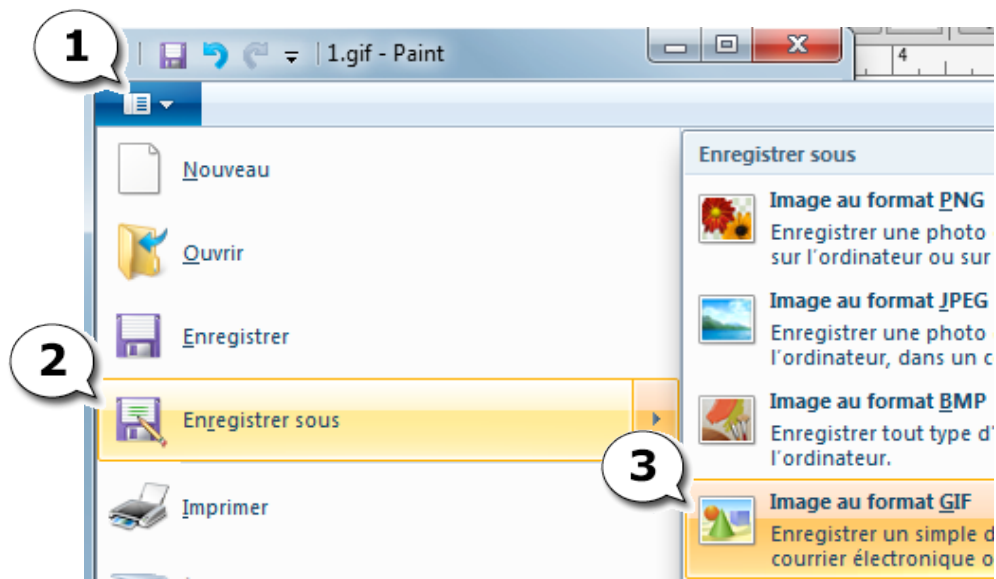 1
1.gif - Paint
4
Nouveau
Ouvrir
Enregistrer
2
Enregistrer sous
Imprimer
Enregistrer sous
Image au format PNG
Enregistrer une photo
sur l'ordinateur ou sur
Image au format JPEG
Enregistrer une photo
l'ordinateur, dans un c
Image au format BMP
Enregistrer tout type d'
l'ordinateur.
3
Image au format GIF
Enregistrer un simple d
courrier électronique o